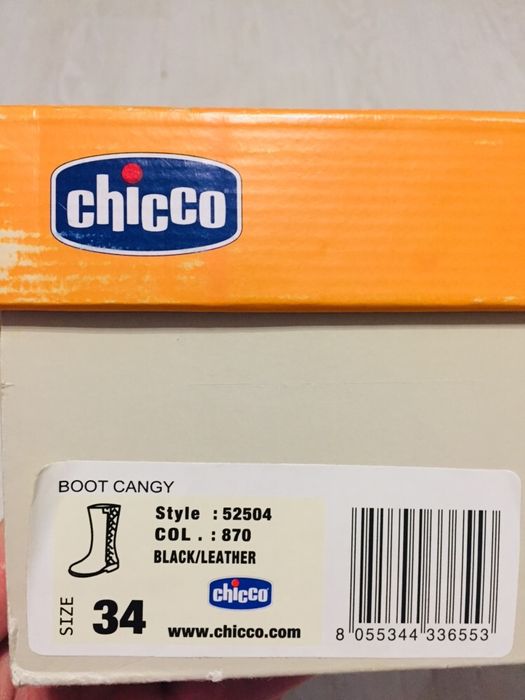 chicco
BOOT CANGY
Style : 52504
COL . : 870
BLACK/LEATHER
chicco
SIZE 34
www.chicco.com
8 055344 336553